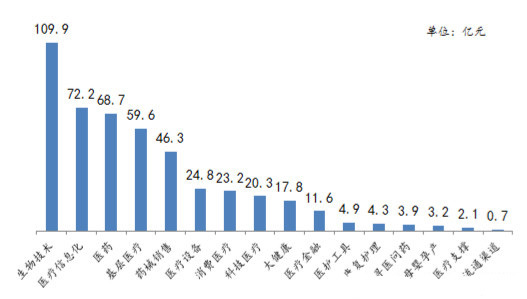 109.9
单位：亿元
72.2
68.7
59.6
46.3
24.8
23.2
20.3
17.8
11.6
4.9
4.3
3.9
3.2
2.1
0.7
生物技术
医疗信息化
医药
基层医疗
药械销售
医疗设备
消费医疗
科技医疗
大健康
医疗金融
医护工具
康复护理
寻医问药
母婴孕产
医疗支撑
流通渠道